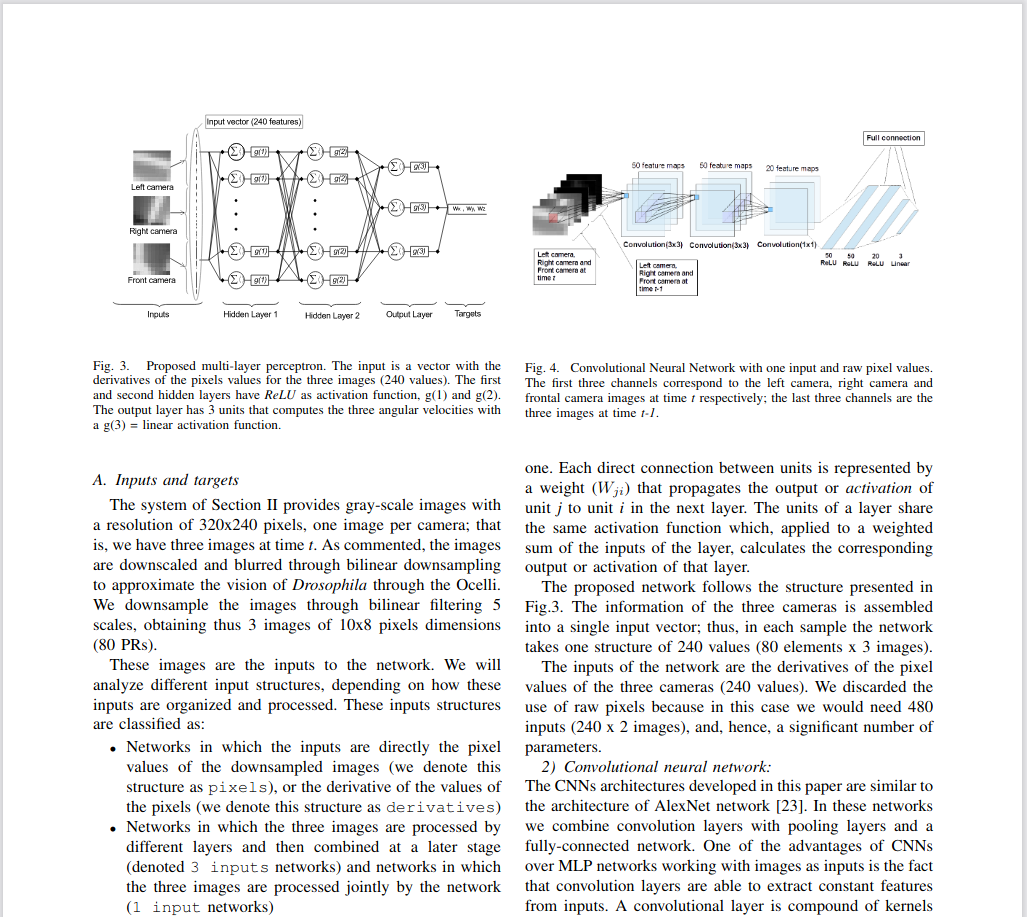 Input vector (240 features)
Left camera
Right camera
Front camera
Σ g(1) Σ g(2)
Σ g(1) Σ g(2)
Σ g(1) Σ g(2)
Σ g(1) Σ g(2)
Σ g(3)
Σ g(3)
Σ g(3)
Wx, Wy, Wz
Inputs Hidden Layer 1 Hidden Layer 2 Output Layer Targets
Fig. 3. Proposed multi-layer perceptron. The input is a vector with the
derivatives of the pixels values for the three images (240 values). The first
and second hidden layers have ReLU as activation function, g(1) and g(2).
The output layer has 3 units that computes the three angular velocities with
a g(3) = linear activation function.
A. Inputs and targets
The system of Section II provides gray-scale images with
a resolution of 320x240 pixels, one image per camera; that
is, we have three images at time t. As commented, the images
are downscaled and blurred through bilinear downsampling
to approximate the vision of Drosophila through the Ocelli.
We downsample the images through bilinear filtering 5
scales, obtaining thus 3 images of 10x8 pixels dimensions
(80 PRs).
These images are the inputs to the network. We will
analyze different input structures, depending on how these
inputs are organized and processed. These inputs structures
are classified as:
• Networks in which the inputs are directly the pixel
values of the downsampled images (we denote this
structure as pixels), or the derivative of the values of
the pixels (we denote this structure as derivatives)
• Networks in which the three images are processed by
different layers and then combined at a later stage
(denoted 3 inputs networks) and networks in which
the three images are processed jointly by the network
(1 input networks)
Full connection
50 feature maps 50 feature maps 20 feature maps
Convolution(3x3) Convolution(3x3) Convolution(1x1)
Left camera,
Right camera and
Front camera at
time t
Left camera,
Right camera and
Front camera at
time t-1
50 50 20 3
ReLU ReLU ReLU Linear
Fig. 4. Convolutional Neural Network with one input and raw pixel values.
The first three channels correspond to the left camera, right camera and
frontal camera images at time t respectively; the last three channels are the
three images at time t-1.
one. Each direct connection between units is represented by
a weight (Wji) that propagates the output or activation of
unit j to unit i in the next layer. The units of a layer share
the same activation function which, applied to a weighted
sum of the inputs of the layer, calculates the corresponding
output or activation of that layer.
The proposed network follows the structure presented in
Fig.3. The information of the three cameras is assembled
into a single input vector; thus, in each sample the network
takes one structure of 240 values (80 elements x 3 images).
The inputs of the network are the derivatives of the pixel
values of the three cameras (240 values). We discarded the
use of raw pixels because in this case we would need 480
inputs (240 x 2 images), and, hence, a significant number of
parameters.
2) Convolutional neural network:
The CNNs architectures developed in this paper are similar to
the architecture of AlexNet network [23]. In these networks
we combine convolution layers with pooling layers and a
fully-connected network. One of the advantages of CNNs
over MLP networks working with images as inputs is the fact
that convolution layers are able to extract constant features
from inputs. A convolutional layer is compound of kernels